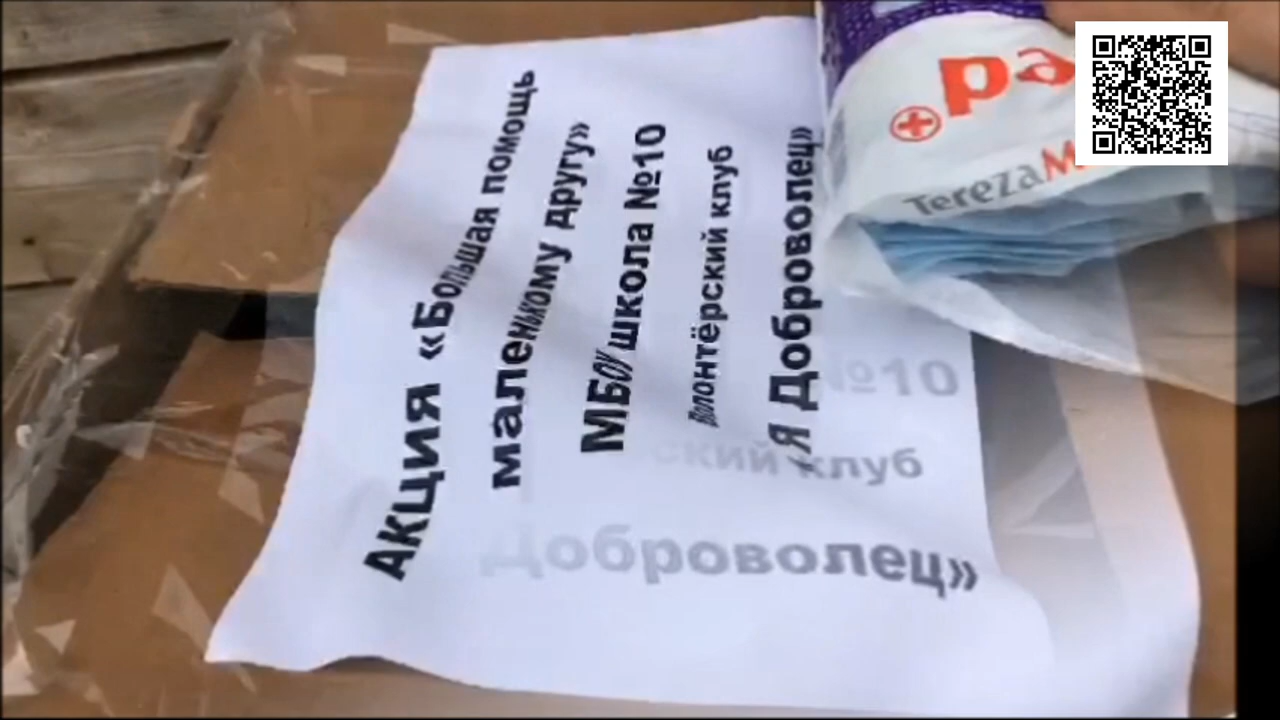 Акция «Большая помощь
маленькому другу»
МБОУ школа №10
Волонтёрский клуб
Я Доброволец»
№10
ский клуб
Доброволец»
TerezaM